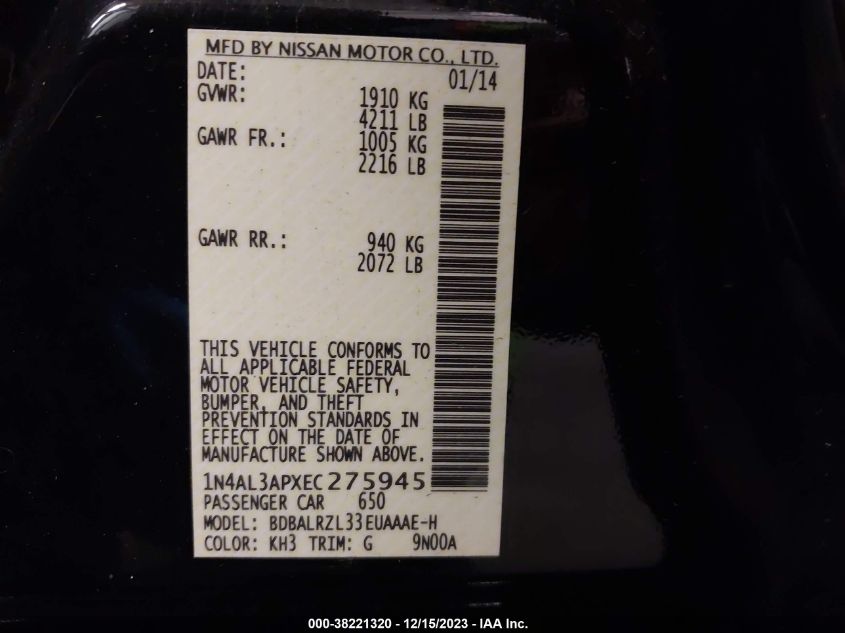 MFD BY NISSAN MOTOR CO., LTD.
DATE: 01/14
GVWR: 1910 KG
4211 LB
GAWR FR.: 1005 KG
2216 LB
GAWR RR.: 940 KG
2072 LB
THIS VEHICLE CONFORMS TO
ALL APPLICABLE FEDERAL
MOTOR VEHICLE SAFETY,
BUMPER, AND THEFT
PREVENTION STANDARDS IN
EFFECT ON THE DATE OF
MANUFACTURE SHOWN ABOVE.
1N4AL3APXEC275945
PASSENGER CAR 650
MODEL: BDBALRZL33EUAAAE-H
COLOR: KH3 TRIM: G 9N00A
000-38221320 - 12/15/2023 - IAA Inc.